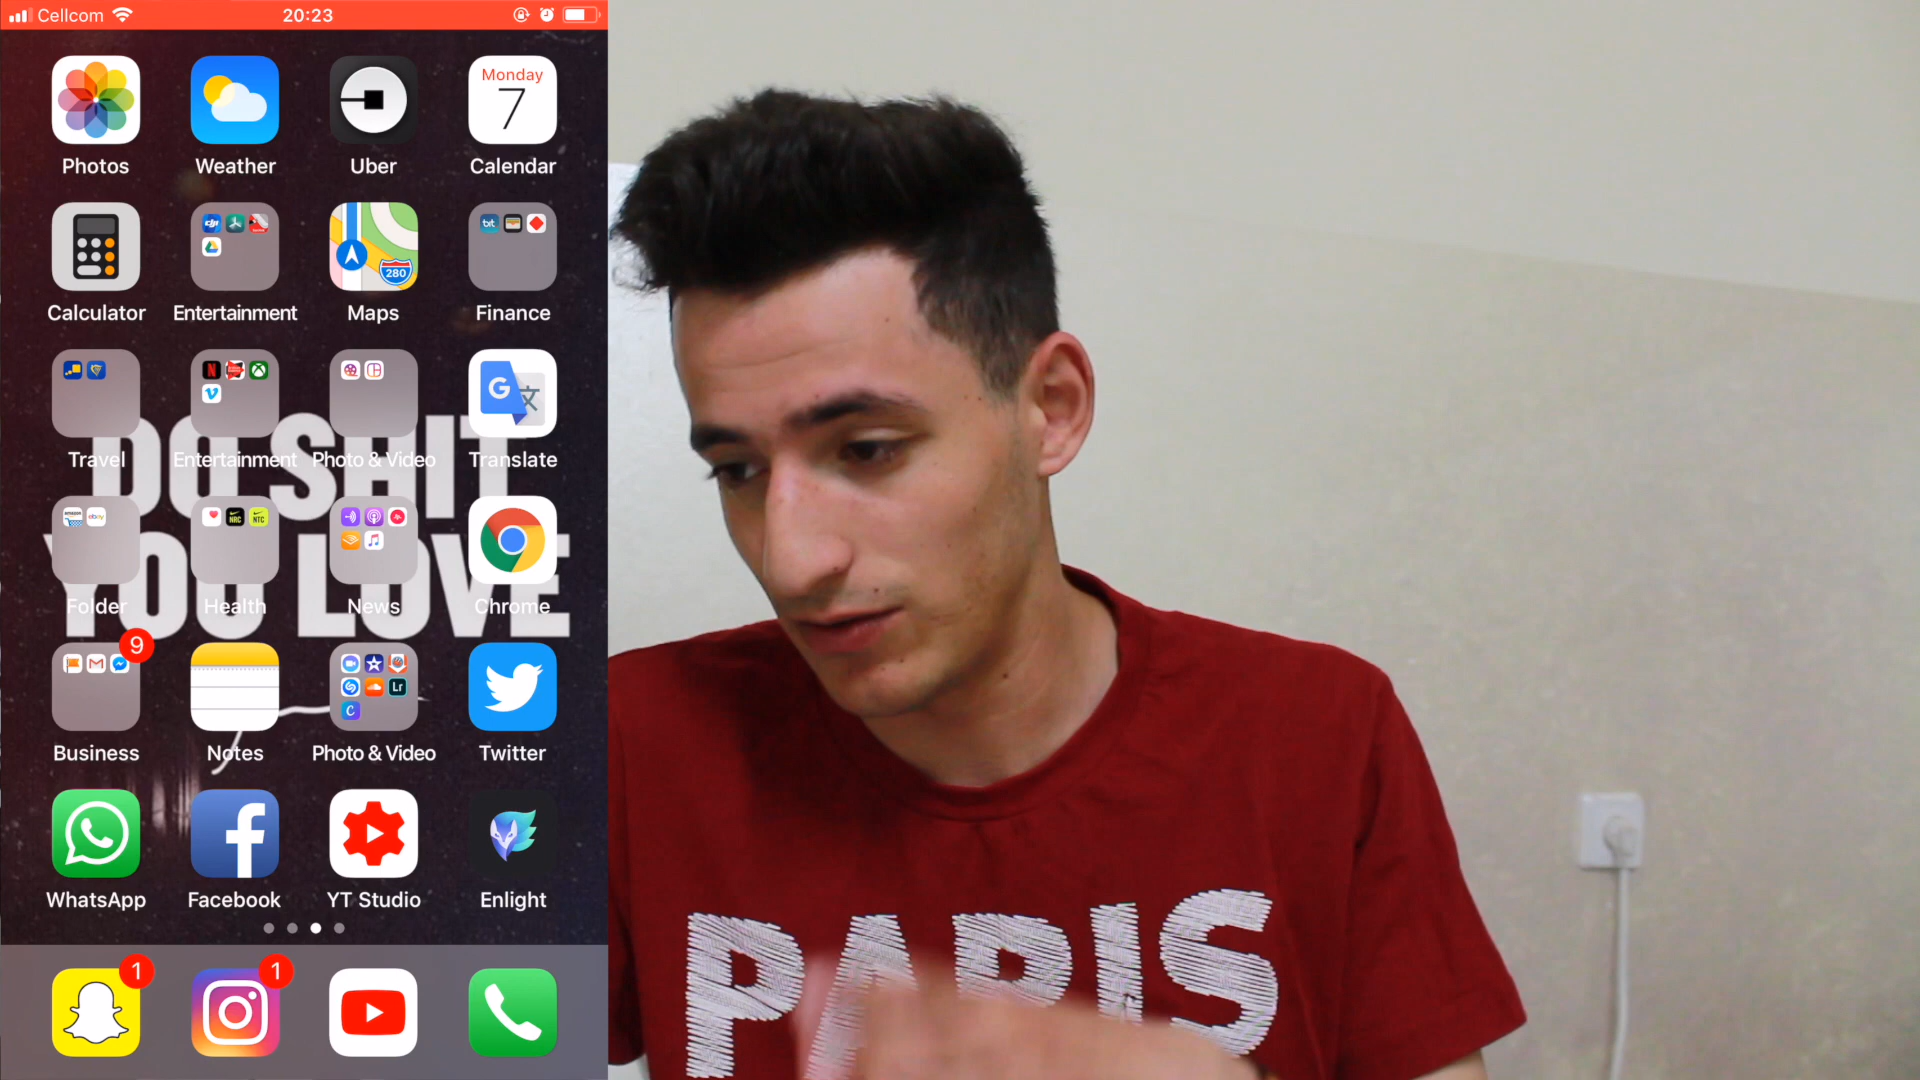 Cellcom 20:23
Monday
7
Photos Weather Uber Calendar
280
Calculator Entertainment Maps Finance
Travel Entertainment Photo & Video Translate
DO SHIT
YOU LOVE
Folder Health News Chrome
9
Business Notes Photo & Video Twitter
WhatsApp Facebook YT Studio Enlight
1 1
PARIS